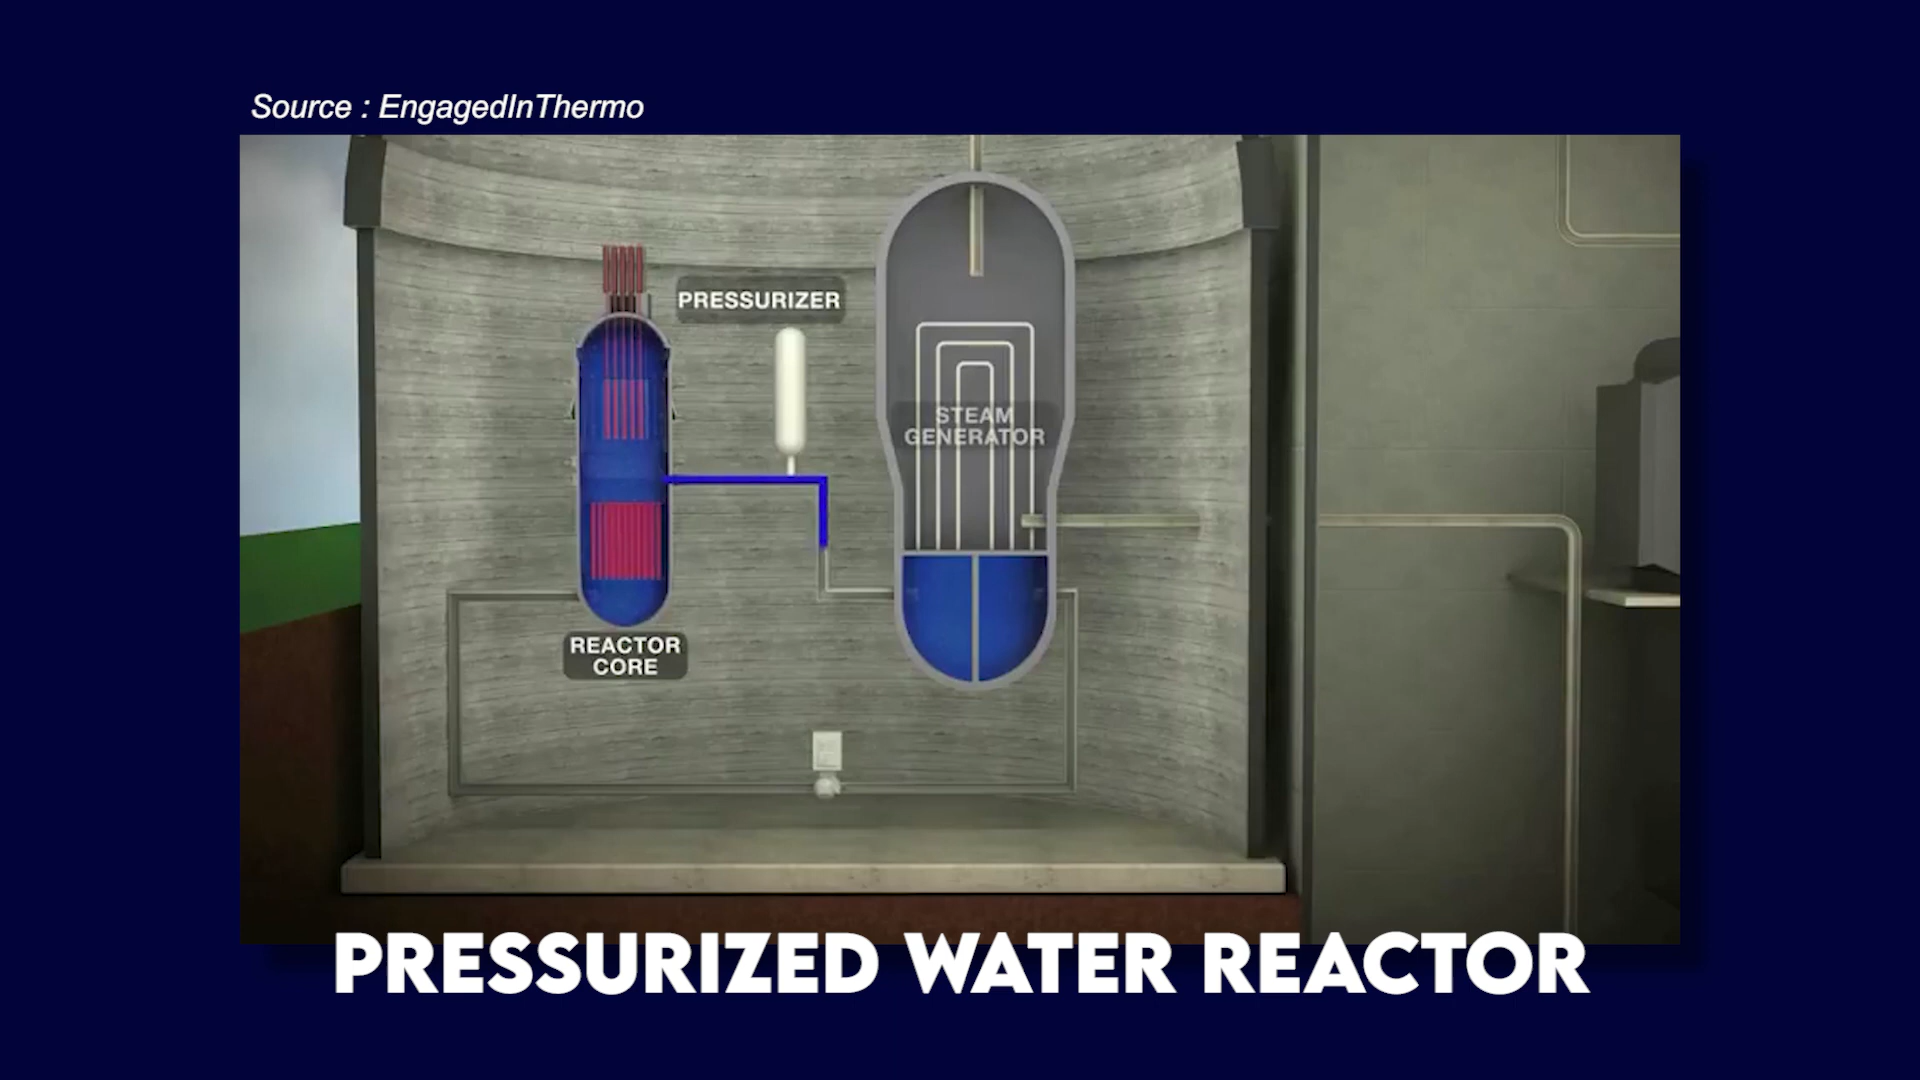 Source : EngagedInThermo
PRESSURIZER
STEAM
GENERATOR
REACTOR
CORE
PRESSURIZED WATER REACTOR